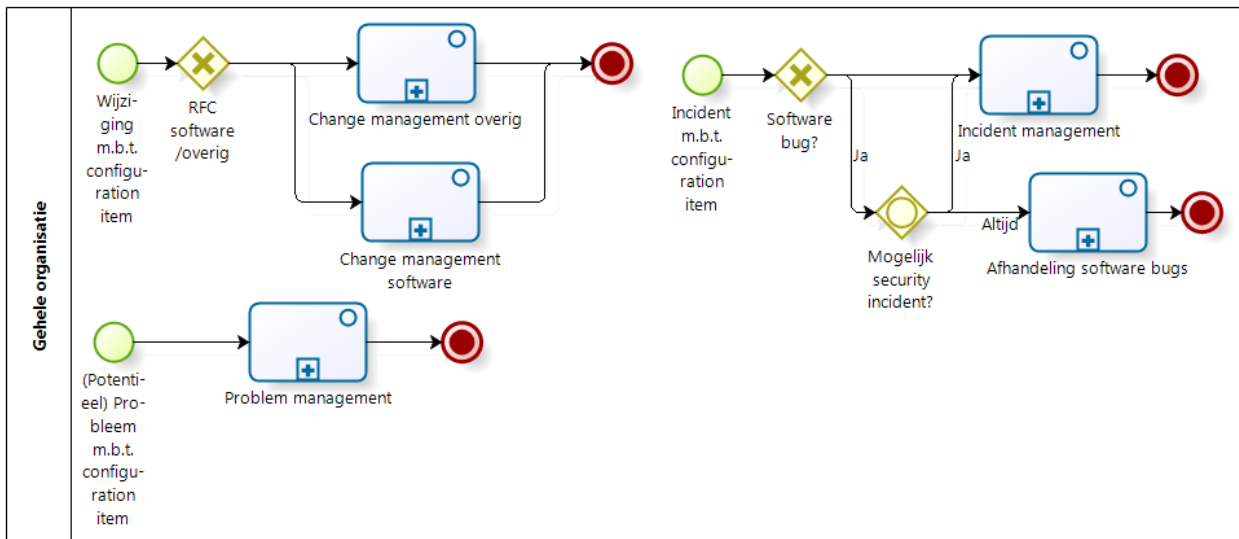 Gehele organisatie
Wijzi-
ging
m.b.t.
configu-
ration
item
RFC
software
/overig
Change management overig
Change management
software
(Potenti-
eel) Pro-
bleem
m.b.t.
configu-
ration
item
Problem management
Incident
m.b.t.
configu-
ration
item
Software
bug?
Ja
Ja
Incident management
Mogelijk
security
incident?
Altijd
Afhandeling software bugs